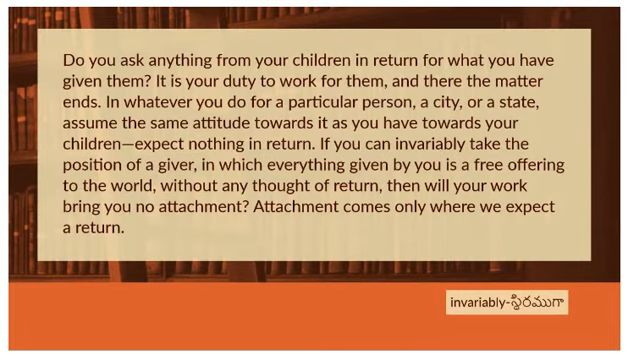 Do you ask anything from your children in return for what you have
given them? It is your duty to work for them, and there the matter
ends. In whatever you do for a particular person, a city, or a state,
assume the same attitude towards it as you have towards your
children—expect nothing in return. If you can invariably take the
position of a giver, in which everything given by you is a free offering
to the world, without any thought of return, then will your work
bring you no attachment? Attachment comes only where we expect
a return.
invariably-స్థిరముగా